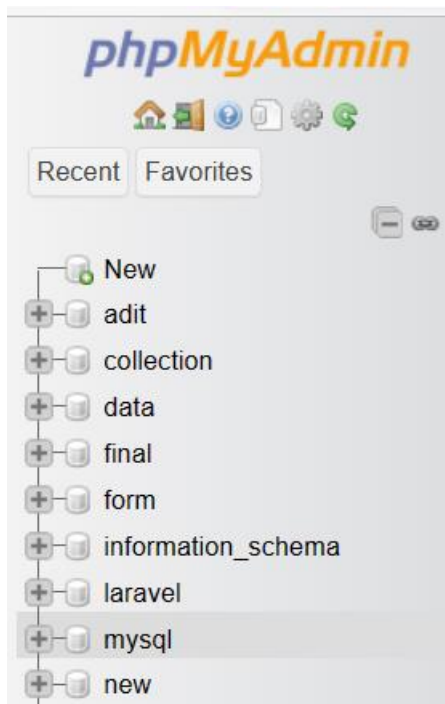 phpMyAdmin
Recent Favorites
New
adit
collection
data
final
form
information_schema
laravel
mysql
new